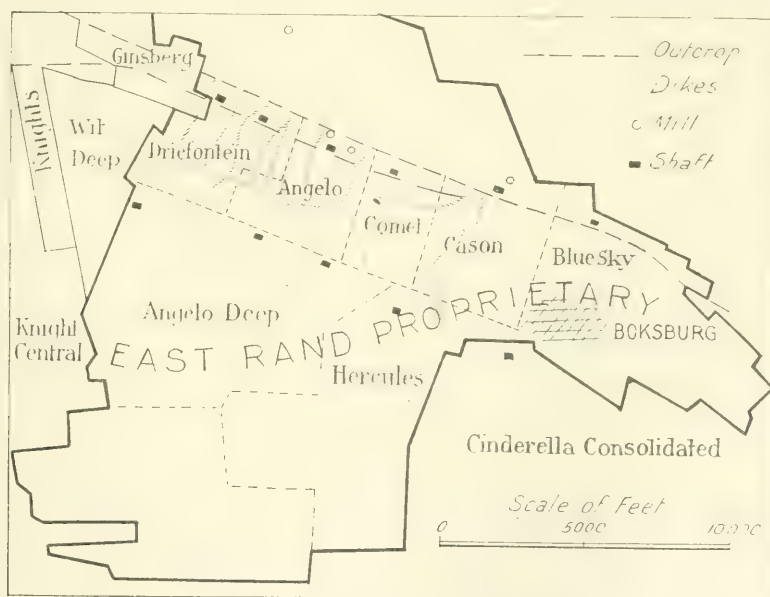 Ginsberg
Outcrop
Dikes
Mill
Shaft
Knights
Wit
Deep
Driefontein
Angelo
Comet
Cason
Blue Sky
Angelo Deep
EAST RAND PROPRIETARY
BOKSBURG
Knight
Central
Hercules
Cinderella Consolidated
Scale of Feet
0 5000 10000